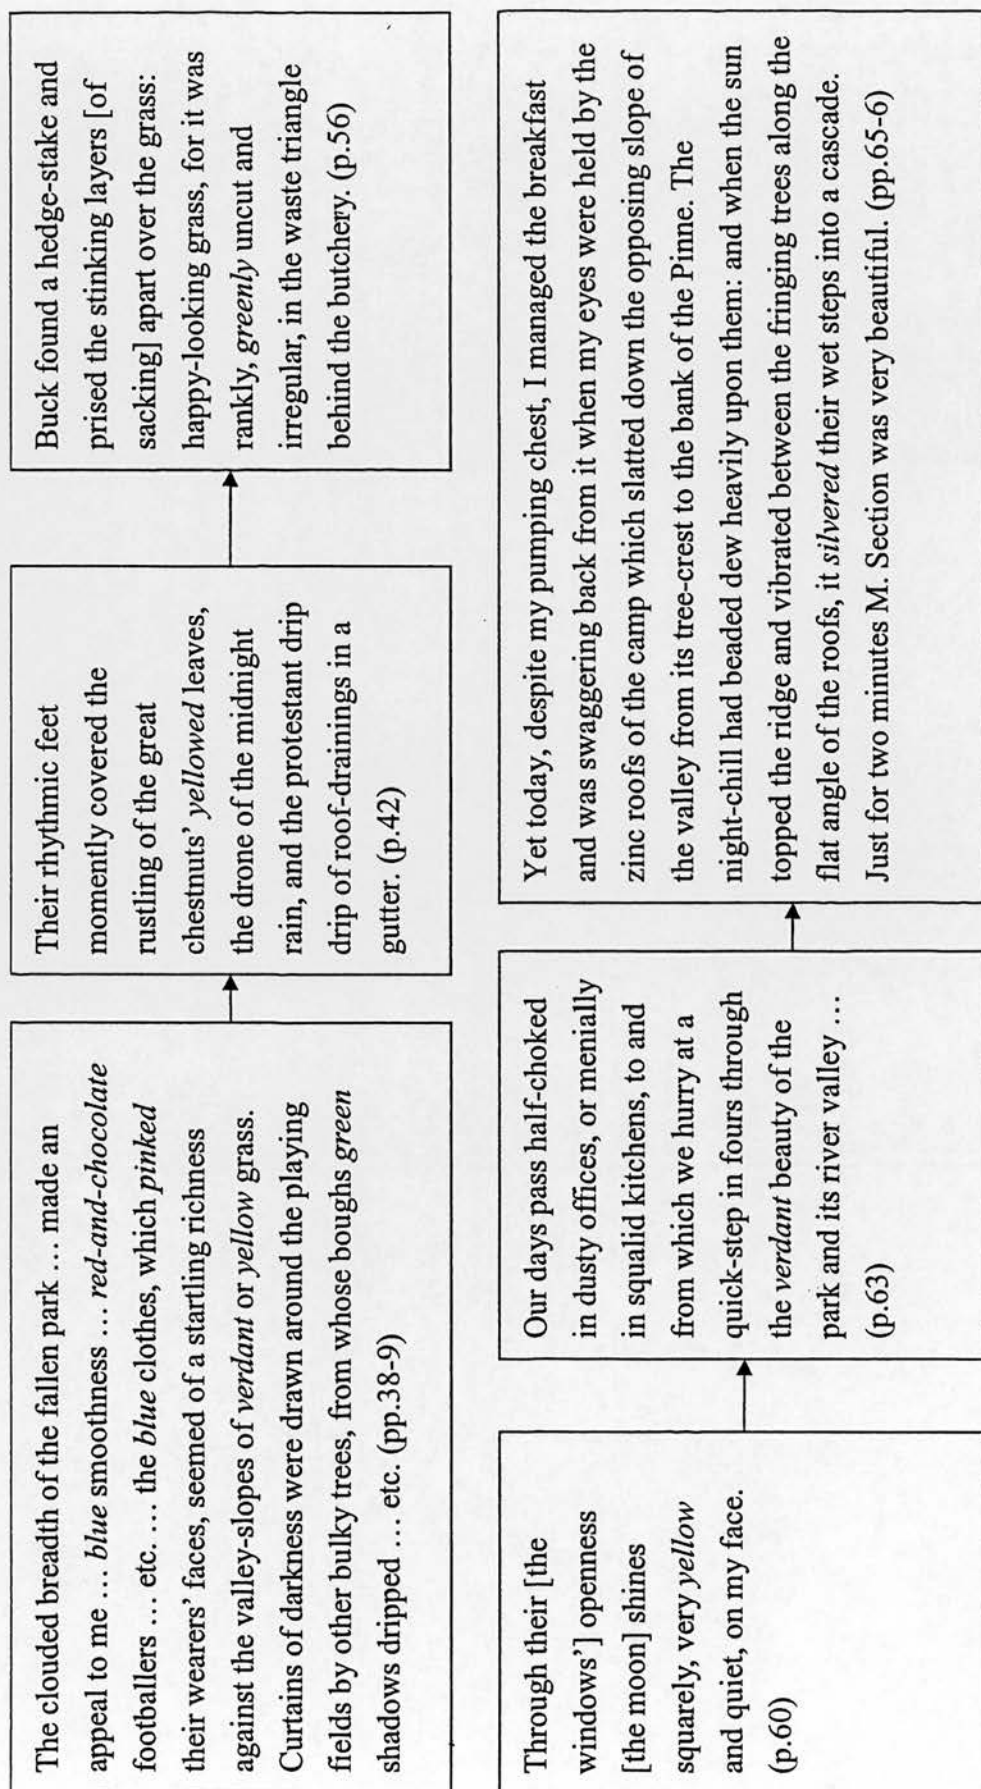 The clouded breadth of the fallen park … made an
appeal to me … blue smoothness … red-and-chocolate
footballers … etc. … the blue clothes, which pinked
their wearers' faces, seemed of a startling richness
against the valley-slopes of verdant or yellow grass.
Curtains of darkness were drawn around the playing
fields by other bulky trees, from whose boughs green
shadows dripped … etc. (pp.38-9)
Their rhythmic feet
momently covered the
rustling of the great
chestnuts' yellowed leaves,
the drone of the midnight
rain, and the protestant drip
drip of roof-drainings in a
gutter. (p.42)
Buck found a hedge-stake and
prised the stinking layers [of
sacking] apart over the grass:
happy-looking grass, for it was
rankly, greenly uncut and
irregular, in the waste triangle
behind the butchery. (p.56)
Through their [the
windows'] openness
[the moon] shines
squarely, very yellow
and quiet, on my face.
(p.60)
Our days pass half-choked
in dusty offices, or menially
in squalid kitchens, to and
from which we hurry at a
quick-step in fours through
the verdant beauty of the
park and its river valley …
(p.63)
Yet today, despite my pumping chest, I managed the breakfast
and was swaggering back from it when my eyes were held by the
zinc roofs of the camp which slatted down the opposing slope of
the valley from its tree-crest to the bank of the Pinne. The
night-chill had beaded dew heavily upon them: and when the sun
topped the ridge and vibrated between the fringing trees along the
flat angle of the roofs, it silvered their wet steps into a cascade.
Just for two minutes M. Section was very beautiful. (pp.65-6)